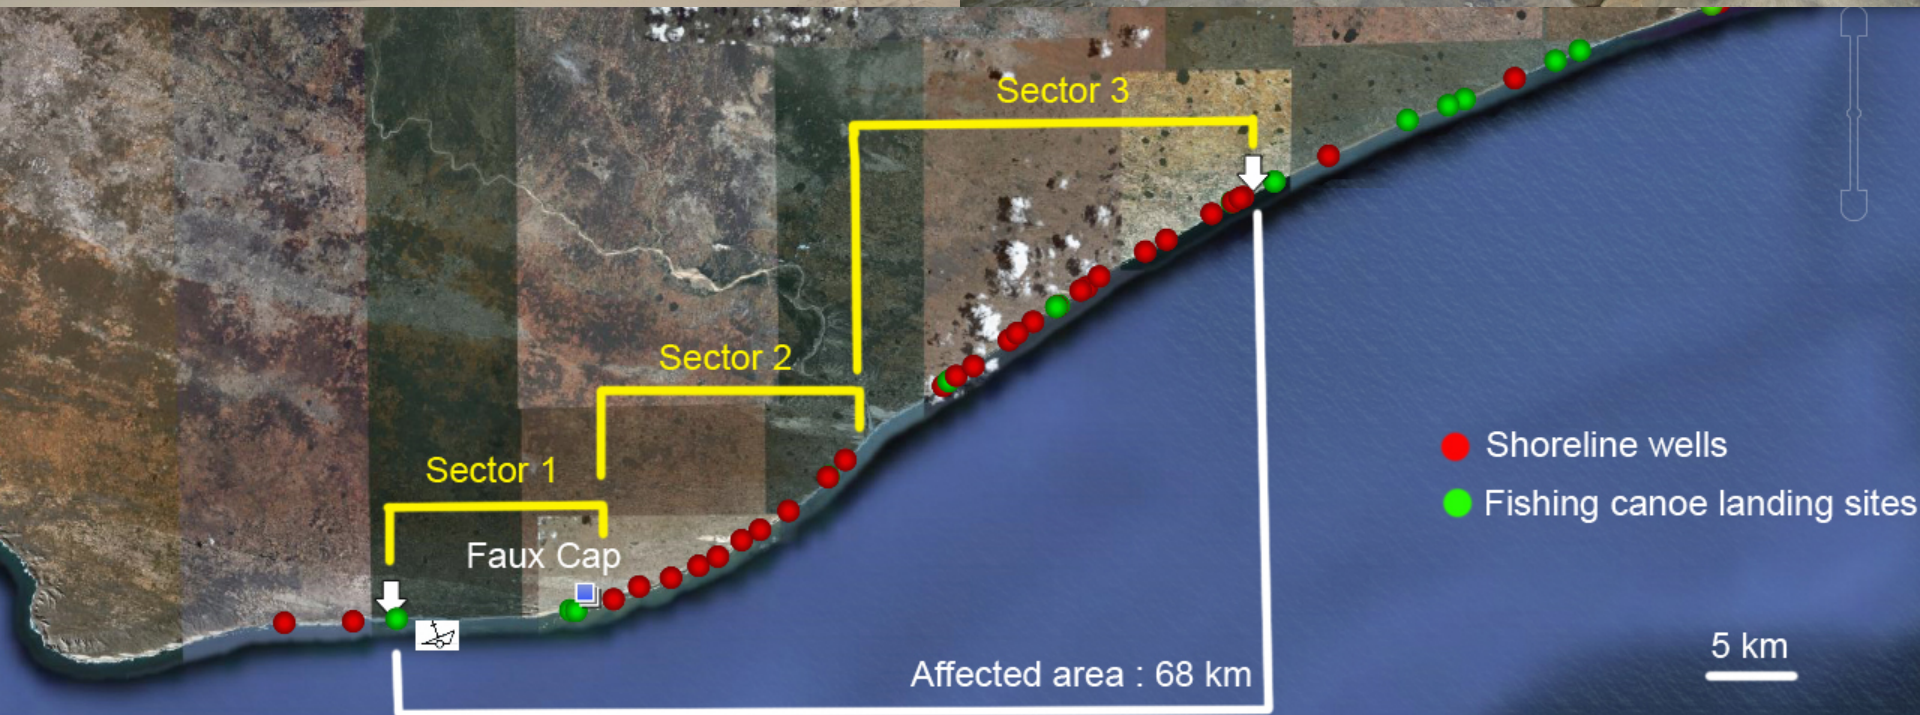 Sector 3
Sector 2
Sector 1
Shoreline wells
Fishing canoe landing sites
Faux Cap
5 km
Affected area : 68 km